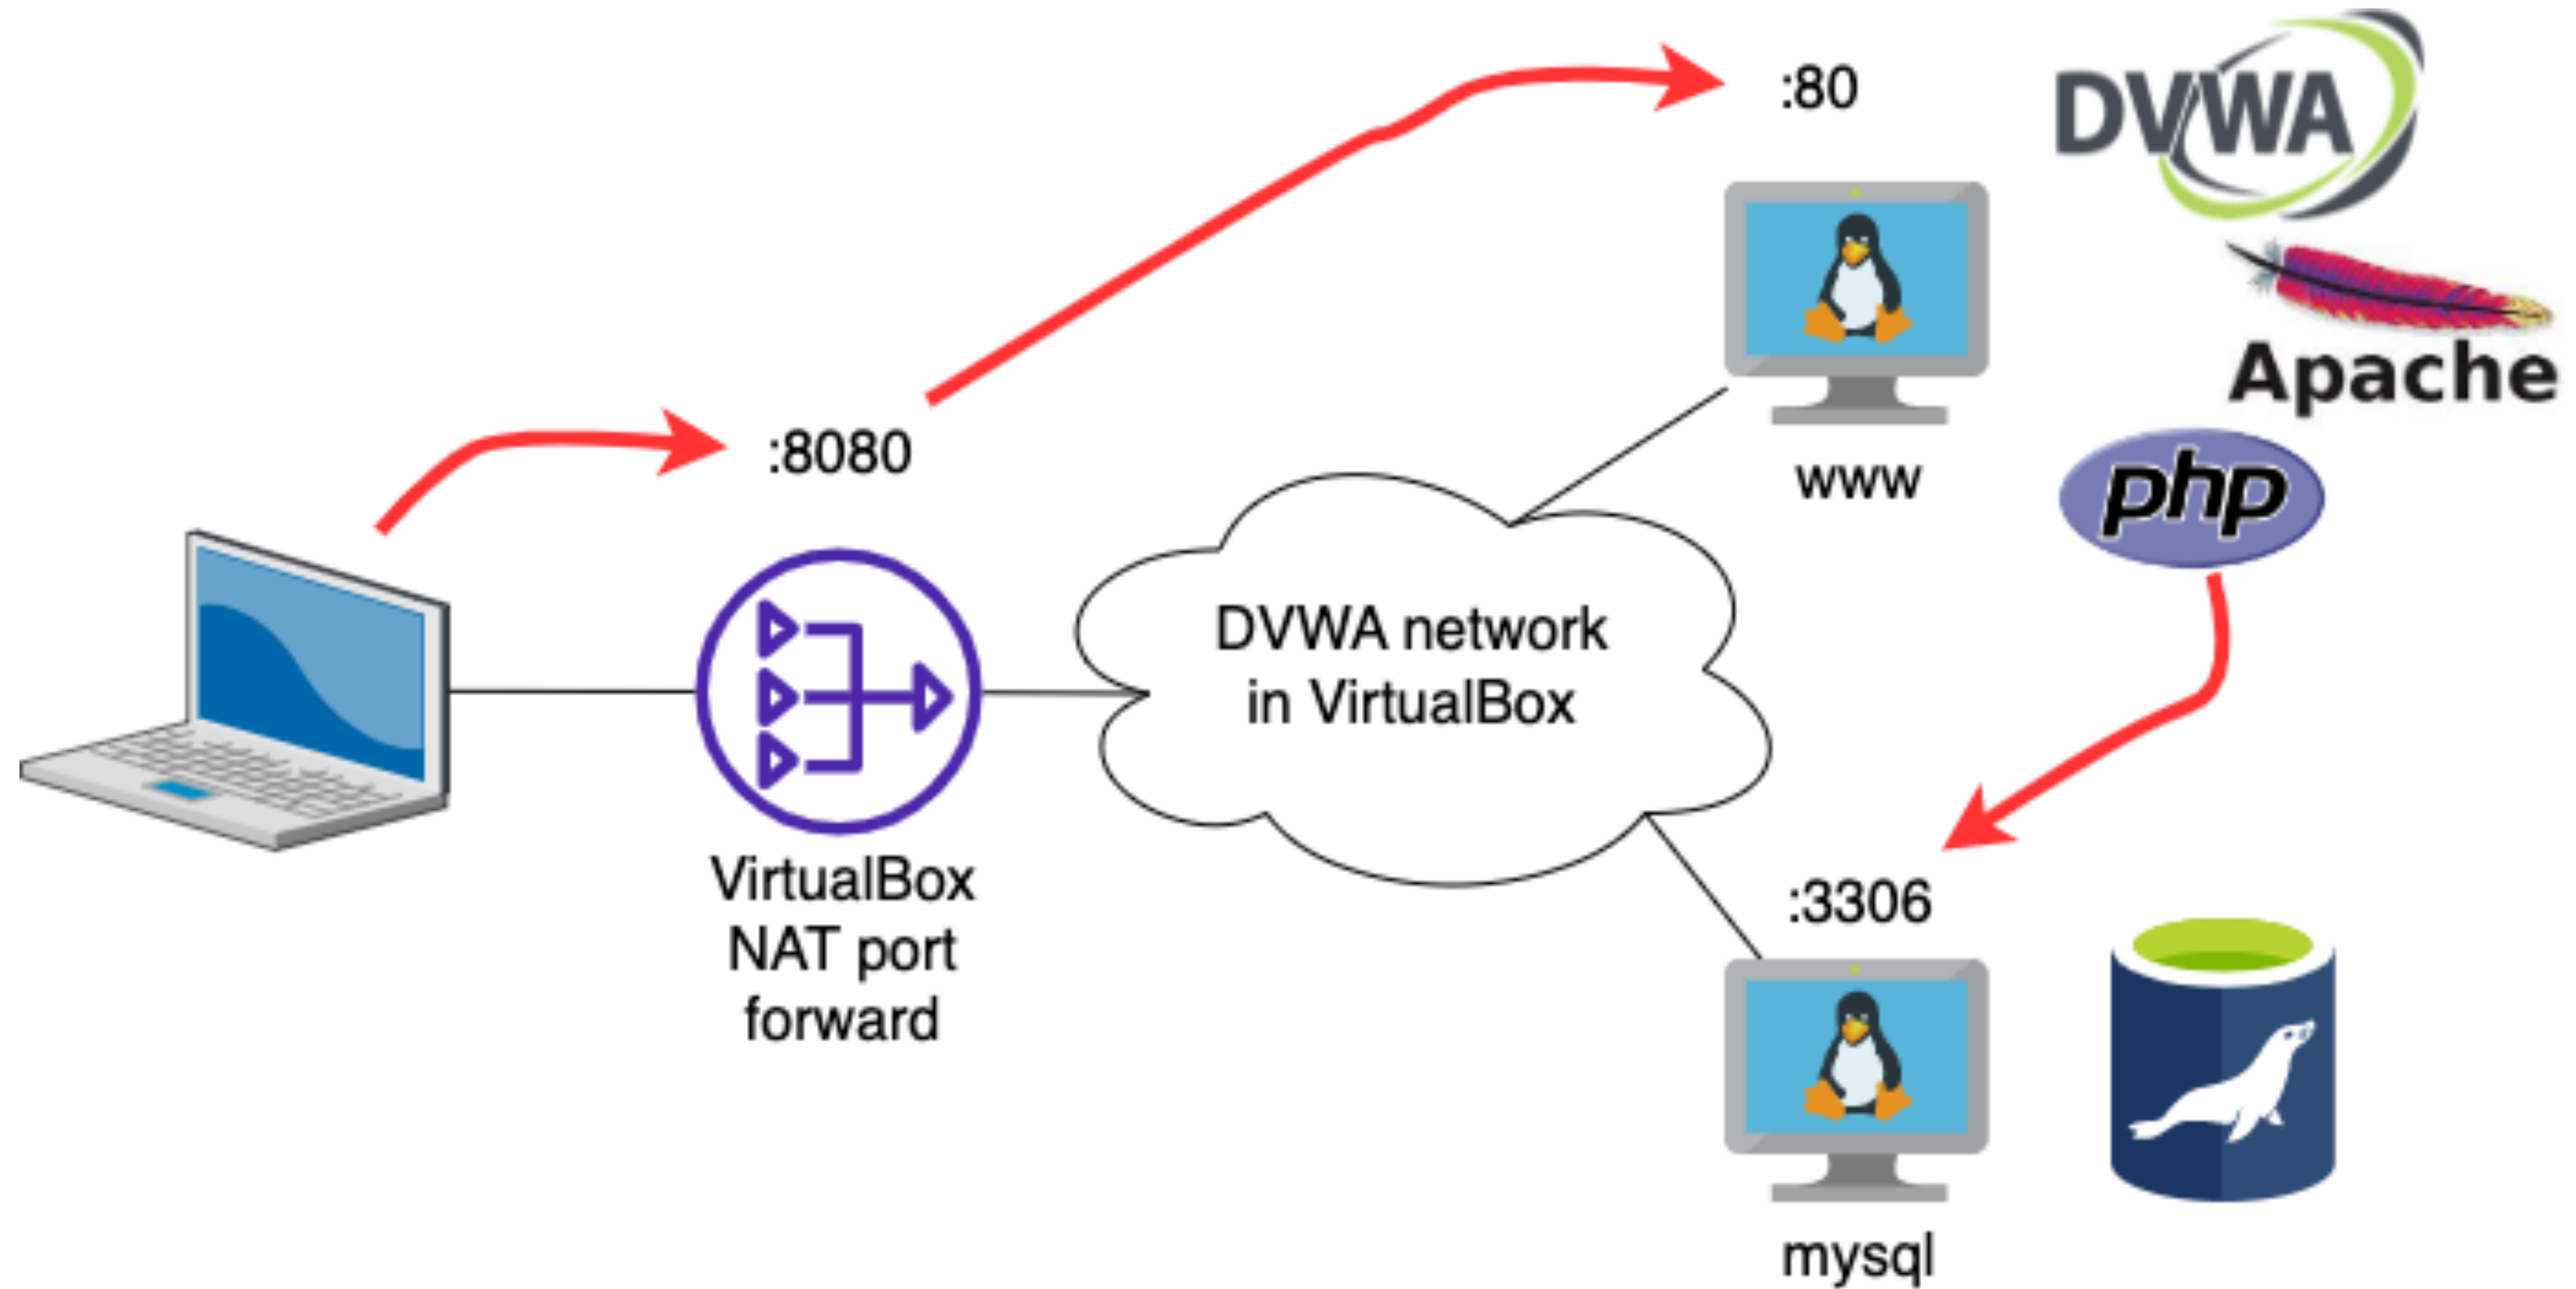 :80
DVWA
Apache
:8080
www
php
DVWA network
in VirtualBox
VirtualBox
NAT port
forward
:3306
mysql